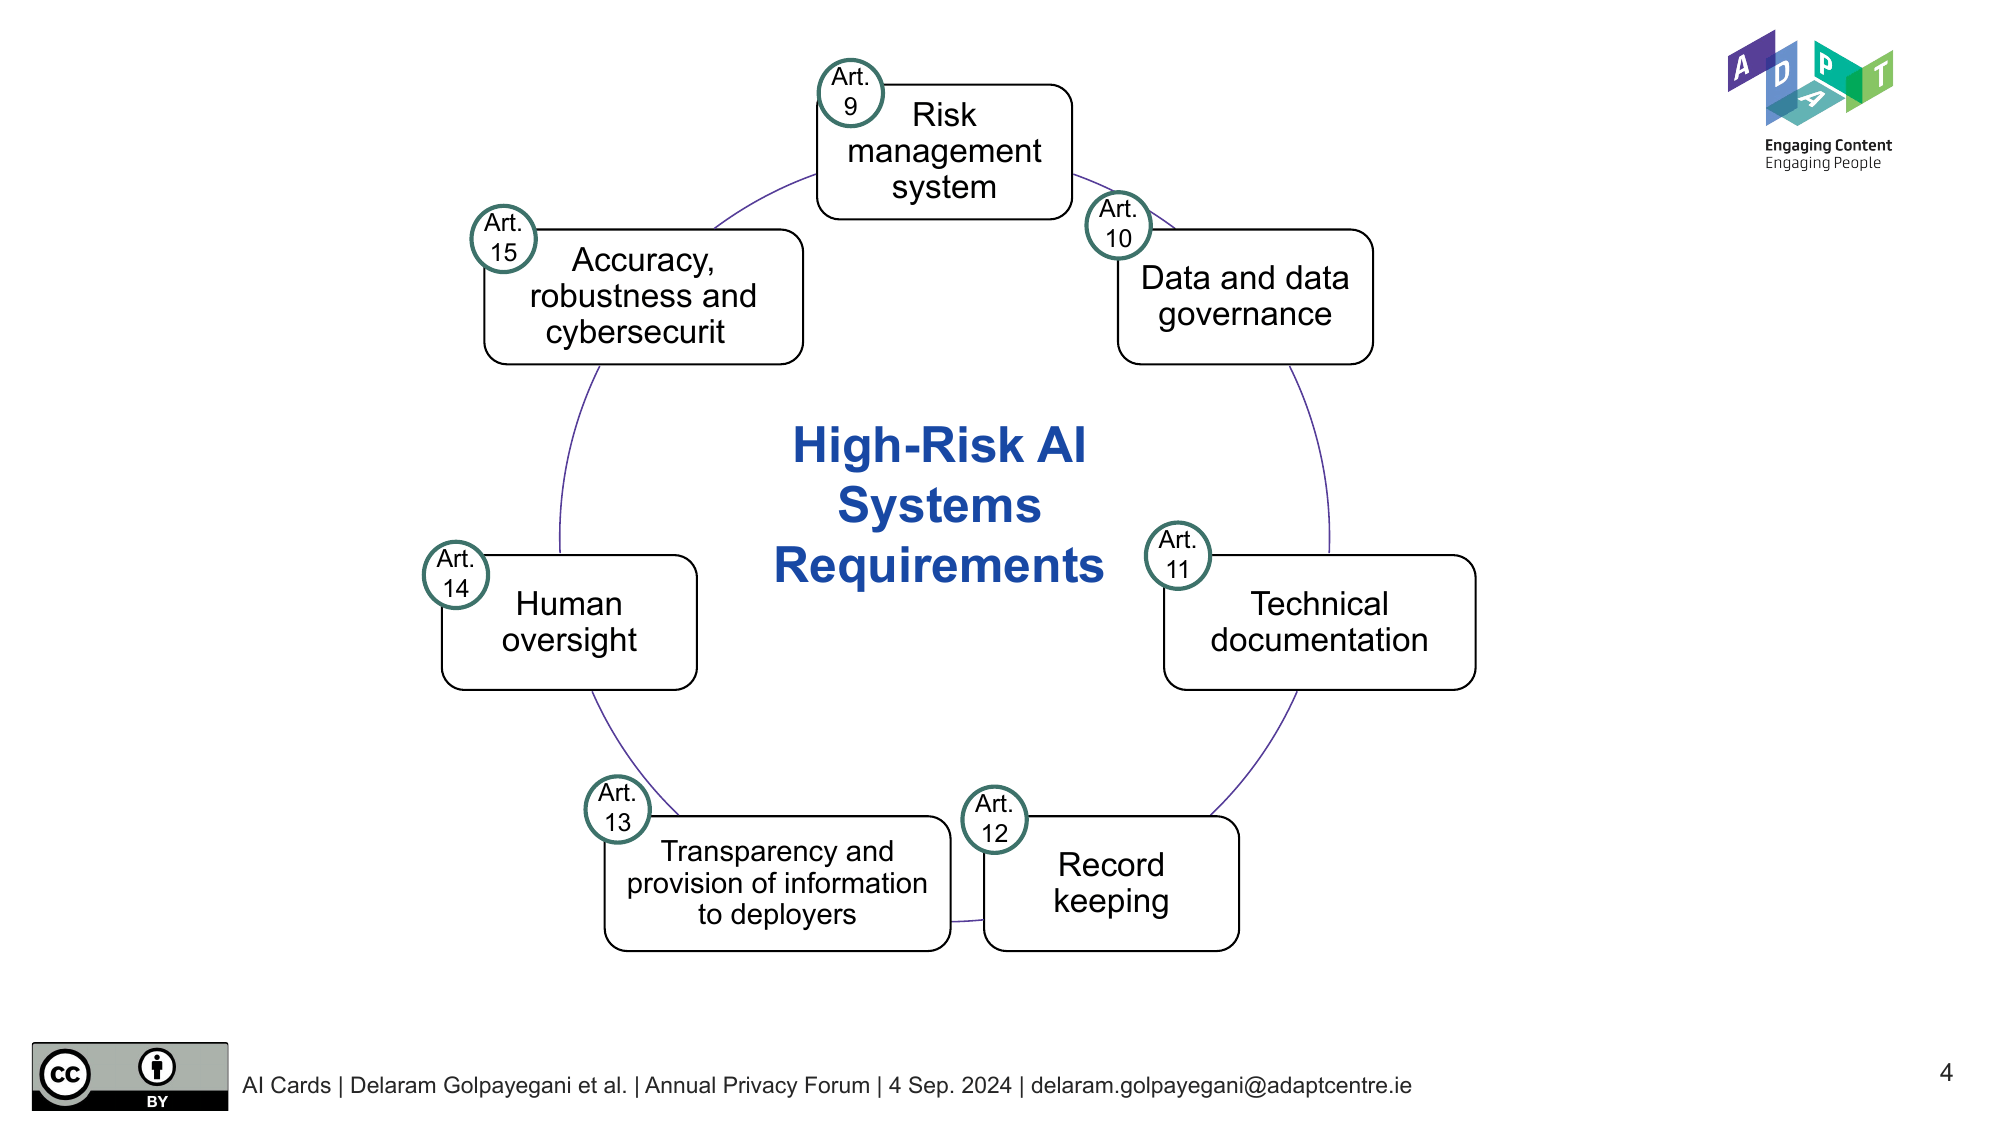 A D A P T
Engaging Content
Engaging People
Art.
9
Risk
management
system
Art.
10
Data and data
governance
Art.
11
Technical
documentation
Art.
12
Record
keeping
Art.
13
Transparency and
provision of information
to deployers
Art.
14
Human
oversight
Art.
15
Accuracy,
robustness and
cybersecurit
High-Risk AI
Systems
Requirements
cc
BY
AI Cards | Delaram Golpayegani et al. | Annual Privacy Forum | 4 Sep. 2024 | delaram.golpayegani@adaptcentre.ie
4